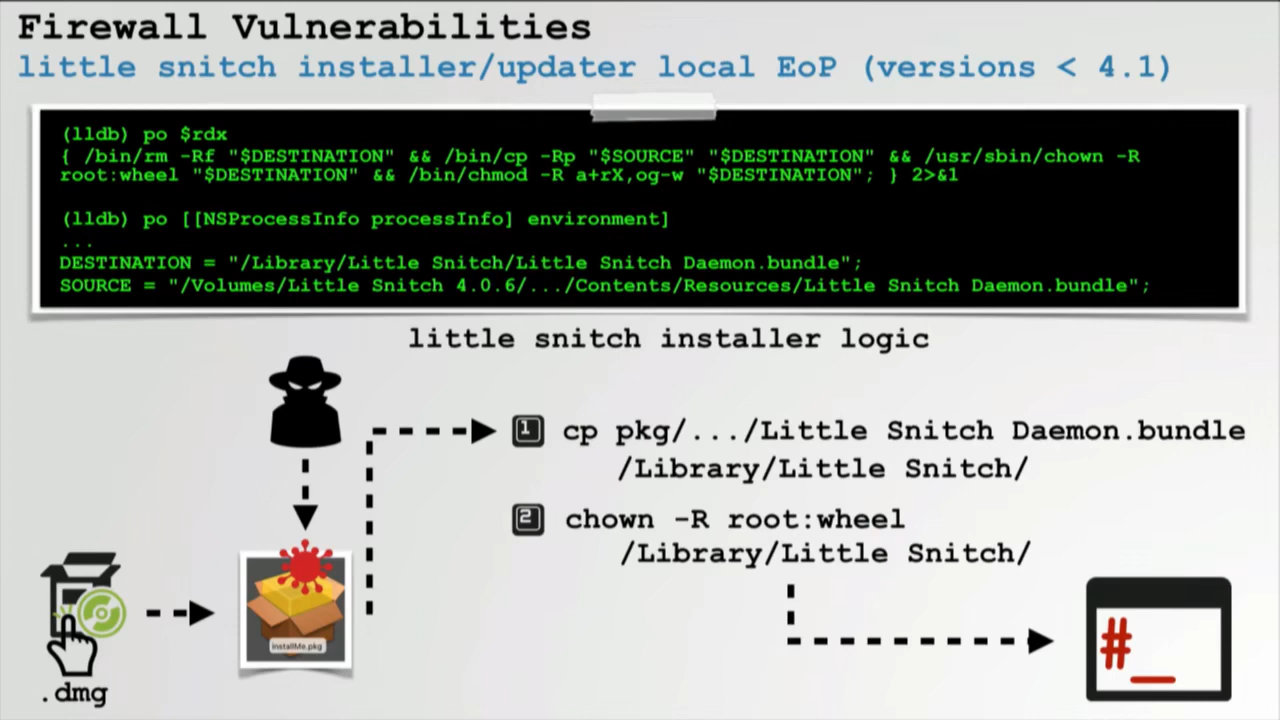 Firewall Vulnerabilities
little snitch installer/updater local EoP (versions < 4.1)
(lldb) po $rdx
{ /bin/rm -Rf "$DESTINATION" && /bin/cp -Rp "$SOURCE" "$DESTINATION" && /usr/sbin/chown -R
root:wheel "$DESTINATION" && /bin/chmod -R a+rX,og-w "$DESTINATION"; } 2>&1
(lldb) po [[NSProcessInfo processInfo] environment]
...
DESTINATION = "/Library/Little Snitch/Little Snitch Daemon.bundle";
SOURCE = "/Volumes/Little Snitch 4.0.6/.../Contents/Resources/Little Snitch Daemon.bundle";
little snitch installer logic
1 cp pkg/.../Little Snitch Daemon.bundle
/Library/Little Snitch/
2 chown -R root:wheel
/Library/Little Snitch/
installMe.pkg
#_
.dmg